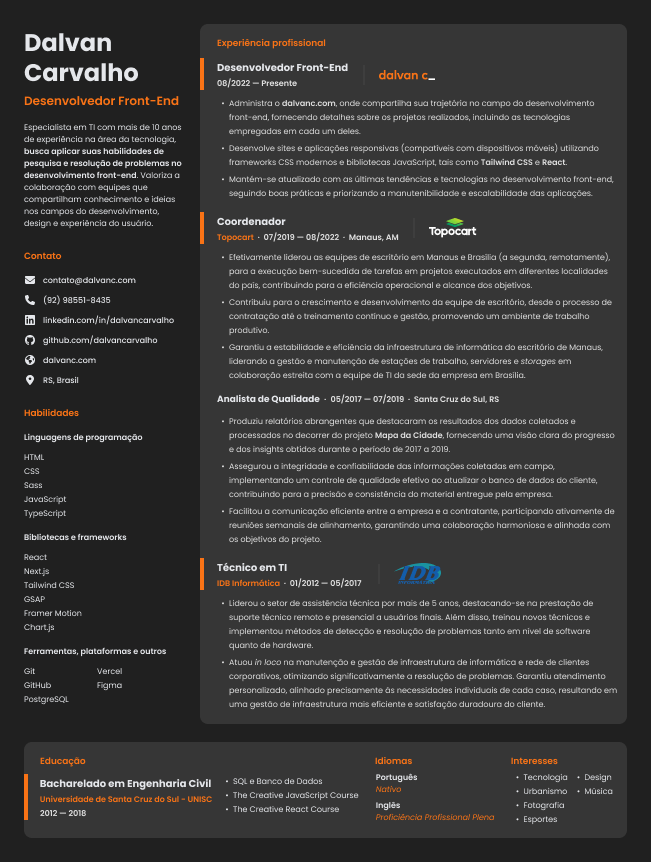 Dalvan
Carvalho
Desenvolvedor Front-End
Especialista em TI com mais de 10 anos
de experiência na área da tecnologia,
busca aplicar suas habilidades de
pesquisa e resolução de problemas no
desenvolvimento front-end. Valoriza a
colaboração com equipes que
compartilham conhecimento e ideias
nos campos do desenvolvimento,
design e experiência do usuário.
Contato
contato@dalvanc.com
(92) 98551-8435
linkedin.com/in/dalvancarvalho
github.com/dalvancarvalho
dalvanc.com
RS, Brasil
Habilidades
Linguagens de programação
HTML
CSS
Sass
JavaScript
TypeScript
Bibliotecas e frameworks
React
Next.js
Tailwind CSS
GSAP
Framer Motion
Chart.js
Ferramentas, plataformas e outros
Git Vercel
GitHub Figma
PostgreSQL
Experiência profissional
Desenvolvedor Front-End
dalvan c_
08/2022 — Presente
• Administra o dalvanc.com, onde compartilha sua trajetória no campo do desenvolvimento
front-end, fornecendo detalhes sobre os projetos realizados, incluindo as tecnologias
empregadas em cada um deles.
• Desenvolve sites e aplicações responsivas (compatíveis com dispositivos móveis) utilizando
frameworks CSS modernos e bibliotecas JavaScript, tais como Tailwind CSS e React.
• Mantém-se atualizado com as últimas tendências e tecnologias no desenvolvimento front-end,
seguindo boas práticas e priorizando a manutenibilidade e escalabilidade das aplicações.
Coordenador
Topocart
Topocart · 07/2019 — 08/2022 · Manaus, AM
• Efetivamente liderou as equipes de escritório em Manaus e Brasília (a segunda, remotamente),
para a execução bem-sucedida de tarefas em projetos executados em diferentes localidades
do país, contribuindo para a eficiência operacional e alcance dos objetivos.
• Contribuiu para o crescimento e desenvolvimento da equipe de escritório, desde o processo de
contratação até o treinamento contínuo e gestão, promovendo um ambiente de trabalho
produtivo.
• Garantiu a estabilidade e eficiência da infraestrutura de informática do escritório de Manaus,
liderando a gestão e manutenção de estações de trabalho, servidores e storages em
colaboração estreita com a equipe de TI da sede da empresa em Brasília.
Analista de Qualidade · 05/2017 — 07/2019 · Santa Cruz do Sul, RS
• Produziu relatórios abrangentes que destacaram os resultados dos dados coletados e
processados no decorrer do projeto Mapa da Cidade, fornecendo uma visão clara do progresso
e dos insights obtidos durante o período de 2017 a 2019.
• Assegurou a integridade e confiabilidade das informações coletadas em campo,
implementando um controle de qualidade efetivo ao atualizar o banco de dados do cliente,
contribuindo para a precisão e consistência do material entregue pela empresa.
• Facilitou a comunicação eficiente entre a empresa e a contratante, participando ativamente de
reuniões semanais de alinhamento, garantindo uma colaboração harmoniosa e alinhada com
os objetivos do projeto.
Técnico em TI
IDB
IDB Informática · 01/2012 — 05/2017
• Liderou o setor de assistência técnica por mais de 5 anos, destacando-se na prestação de
suporte técnico remoto e presencial a usuários finais. Além disso, treinou novos técnicos e
implementou métodos de detecção e resolução de problemas tanto em nível de software
quanto de hardware.
• Atuou in loco na manutenção e gestão de infraestrutura de informática e rede de clientes
corporativos, otimizando significativamente a resolução de problemas. Garantiu atendimento
personalizado, alinhado precisamente às necessidades individuais de cada caso, resultando em
uma gestão de infraestrutura mais eficiente e satisfação duradoura do cliente.
Educação
Bacharelado em Engenharia Civil
Universidade de Santa Cruz do Sul - UNISC
2012 — 2018
• SQL e Banco de Dados
• The Creative JavaScript Course
• The Creative React Course
Idiomas
Português
Nativo
Inglês
Proficiência Profissional Plena
Interesses
• Tecnologia • Design
• Urbanismo • Música
• Fotografia
• Esportes